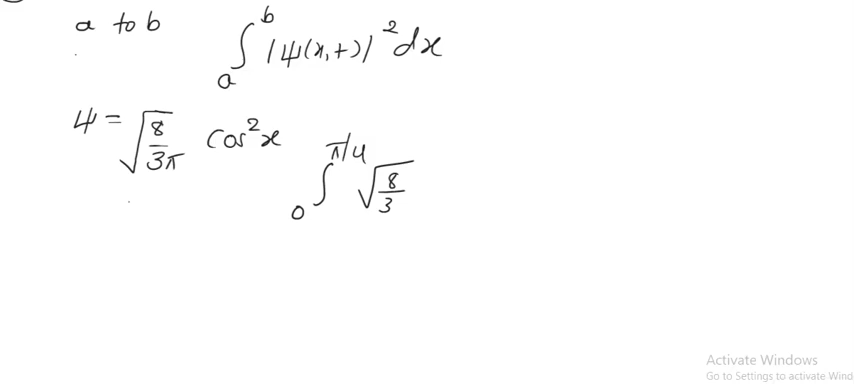 a to b
∫_a^b |ψ(x,t)|² dx
ψ = √(8/3π) cos²x
∫_0^{π/4} √(8/3)
Activate Windows
Go to Settings to activate Wind